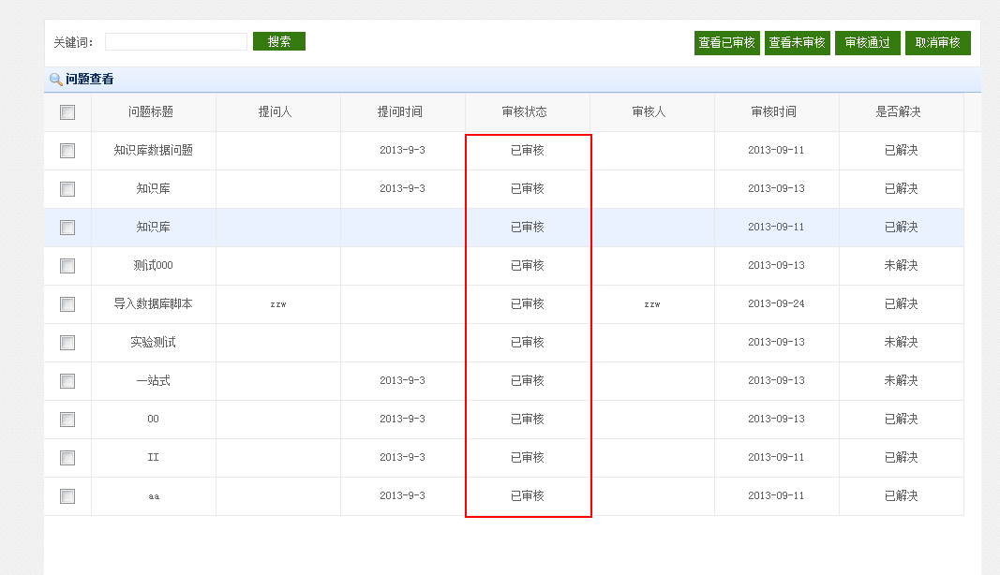 关键词： 搜索 查看已审核 查看未审核 审核通过 取消审核
问题查看
问题标题 提问人 提问时间 审核状态 审核人 审核时间 是否解决
知识库数据问题 2013-9-3 已审核 2013-09-11 已解决
知识库 2013-9-3 已审核 2013-09-13 已解决
知识库 已审核 2013-09-11 已解决
测试000 已审核 2013-09-13 未解决
导入数据库脚本 zzw 已审核 zzw 2013-09-24 已解决
实验测试 已审核 2013-09-13 未解决
一站式 2013-9-3 已审核 2013-09-13 未解决
OO 2013-9-3 已审核 2013-09-13 已解决
II 2013-9-3 已审核 2013-09-11 已解决
aa 2013-9-3 已审核 2013-09-11 已解决